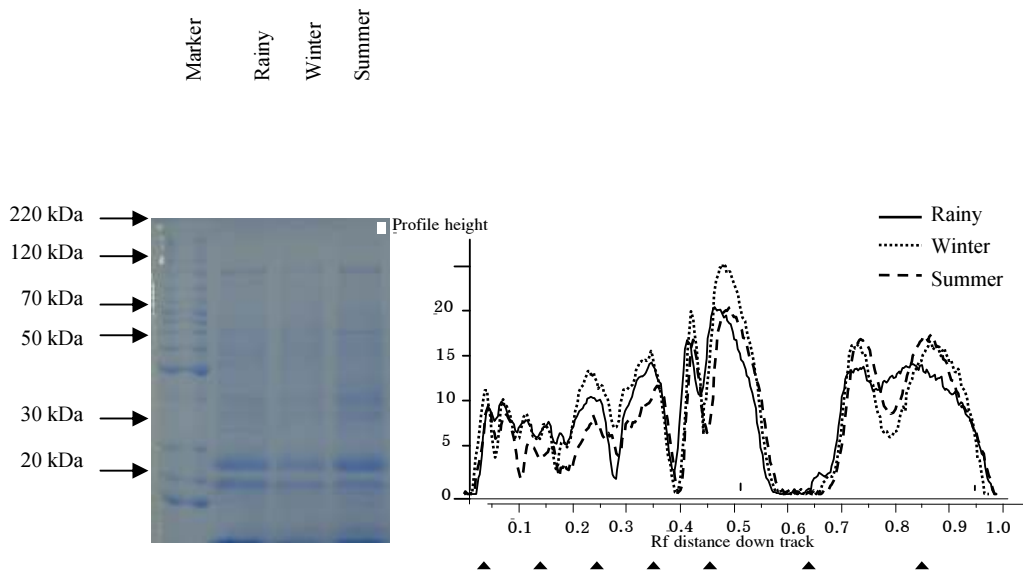 Marker
Rainy
Winter
Summer
220 kDa
120 kDa
70 kDa
50 kDa
30 kDa
20 kDa
Profile height
Rainy
Winter
Summer
20
15
10
5
0
0.1 0.2 0.3 0.4 0.5 0.6 0.7 0.8 0.9 1.0
Rf distance down track